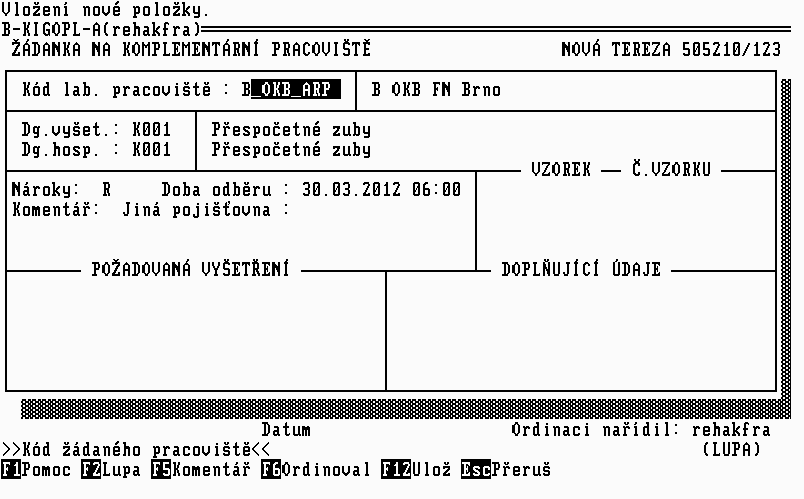 Vložení nové položky.
B-KIGOPL-A(rehakfra)
ŽÁDANKA NA KOMPLEMENTÁRNÍ PRACOVIŠTĚ NOVÁ TEREZA 505210/123
Kód lab. pracoviště : B_OKB_ARP B OKB FN Brno
Dg.vyšet.: K001 Přespočetné zuby
Dg.hosp. : K001 Přespočetné zuby
VZOREK Č.VZORKU
Nároky: R Doba odběru : 30.03.2012 06:00
Komentář: Jiná pojišťovna :
POŽADOVANÁ VYŠETŘENÍ DOPLŇUJÍCÍ ÚDAJE
Datum Ordinaci nařídil: rehakfra
>>Kód žádaného pracoviště<< (LUPA)
F1Pomoc F2Lupa F5Komentář F6Ordinoval F12Ulož EscPřeruš